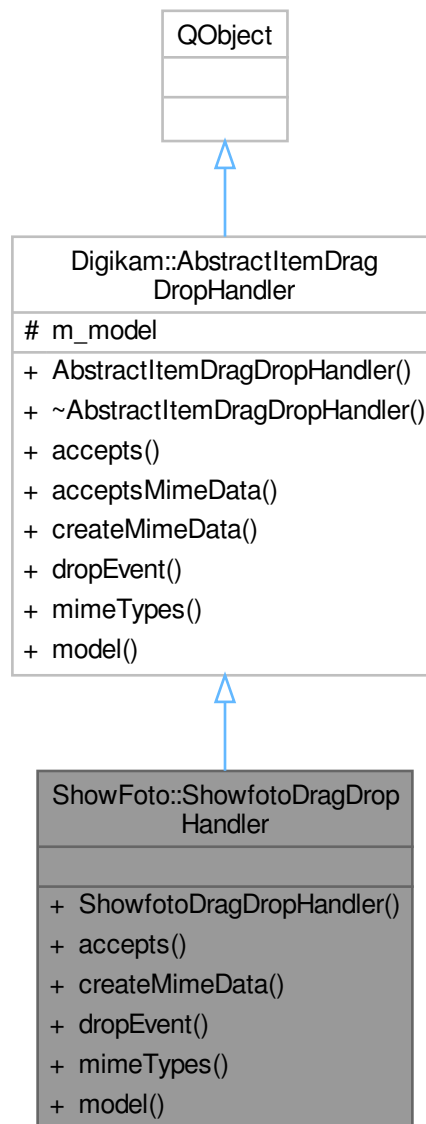 QObject
Digikam::AbstractItemDrag
DropHandler
# m_model
+ AbstractItemDragDropHandler()
+ ~AbstractItemDragDropHandler()
+ accepts()
+ acceptsMimeData()
+ createMimeData()
+ dropEvent()
+ mimeTypes()
+ model()
ShowFoto::ShowfotoDragDrop
Handler
+ ShowfotoDragDropHandler()
+ accepts()
+ createMimeData()
+ dropEvent()
+ mimeTypes()
+ model()